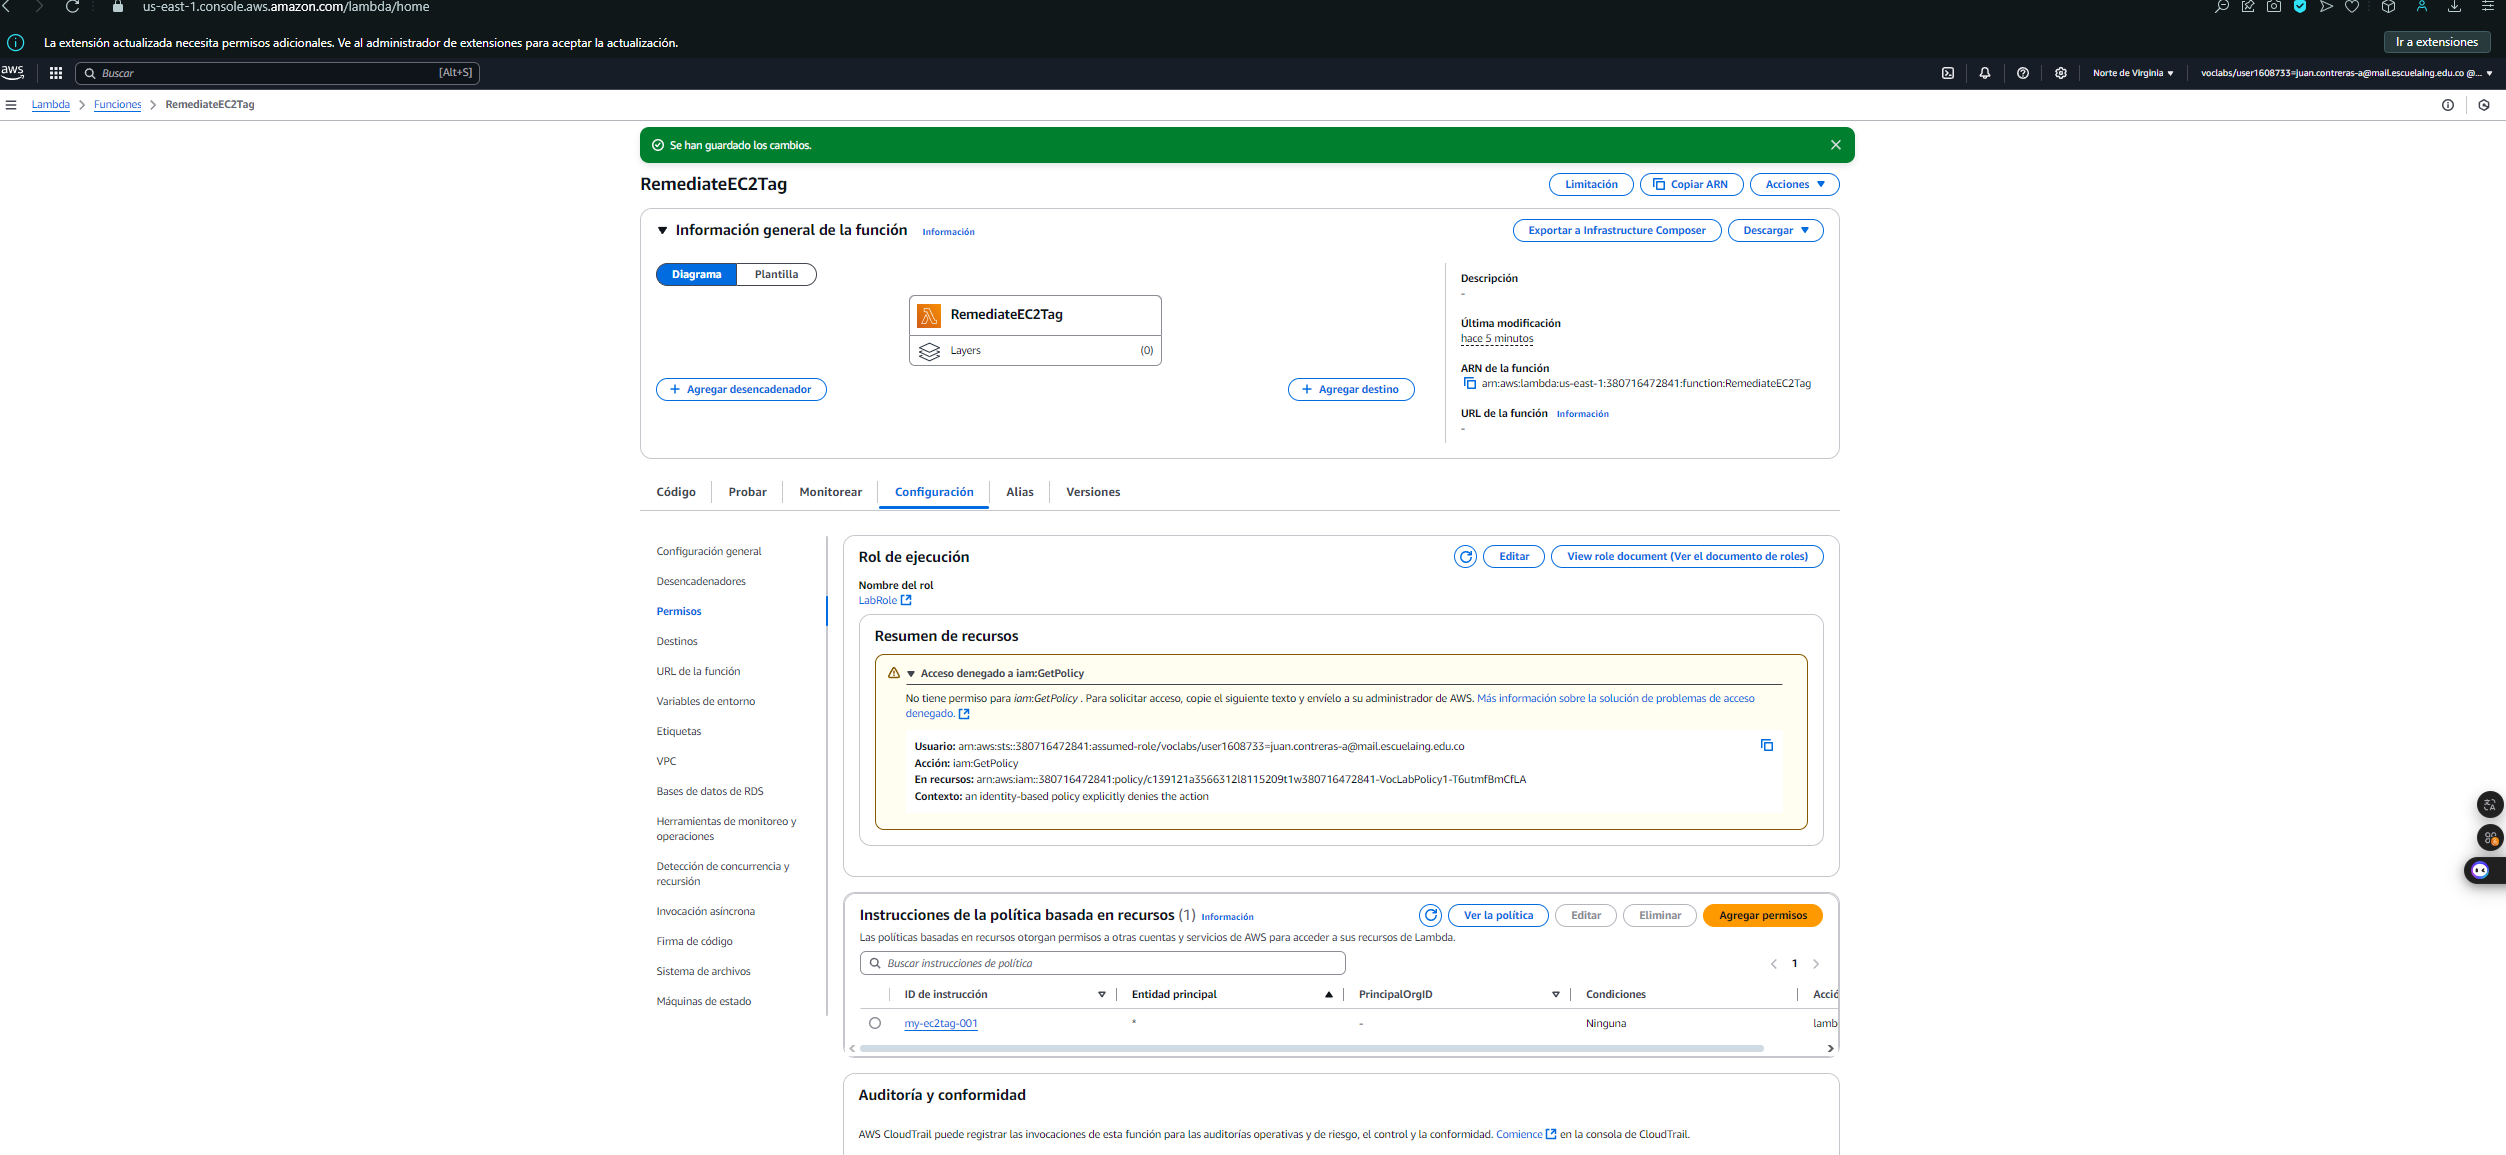 us-east-1.console.aws.amazon.com/lambda/home
La extensión actualizada necesita permisos adicionales. Ve al administrador de extensiones para aceptar la actualización.
Ir a extensiones
aws
Buscar
[Alt+S]
Norte de Virginia
voclabs/user1608733=juan.contreras-a@mail.escuelaing.edu.co @...
Lambda
Funciones
RemediateEC2Tag
Se han guardado los cambios.
RemediateEC2Tag
Limitación
Copiar ARN
Acciones
Información general de la función
Información
Exportar a Infrastructure Composer
Descargar
Diagrama
Plantilla
RemediateEC2Tag
Layers
(0)
Agregar desencadenador
Agregar destino
Descripción
-
Última modificación
hace 5 minutos
ARN de la función
arn:aws:lambda:us-east-1:380716472841:function:RemediateEC2Tag
URL de la función
Información
-
Código
Probar
Monitorear
Configuración
Alias
Versiones
Configuración general
Desencadenadores
Permisos
Destinos
URL de la función
Variables de entorno
Etiquetas
VPC
Bases de datos de RDS
Herramientas de monitoreo y
operaciones
Detección de concurrencia y
recursión
Invocación asíncrona
Firma de código
Sistema de archivos
Máquinas de estado
Rol de ejecución
Editar
View role document (Ver el documento de roles)
Nombre del rol
LabRole
Resumen de recursos
Acceso denegado a iam:GetPolicy
No tiene permiso para iam:GetPolicy . Para solicitar acceso, copie el siguiente texto y envíelo a su administrador de AWS. Más información sobre la solución de problemas de acceso
denegado.
Usuario: arn:aws:sts::380716472841:assumed-role/voclabs/user1608733=juan.contreras-a@mail.escuelaing.edu.co
Acción: iam:GetPolicy
En recursos: arn:aws:iam::380716472841:policy/c139121a3566312l8115209t1w380716472841-VocLabPolicy1-T6utmfBmCfLA
Contexto: an identity-based policy explicitly denies the action
Instrucciones de la política basada en recursos (1)
Información
Ver la política
Editar
Eliminar
Agregar permisos
Las políticas basadas en recursos otorgan permisos a otras cuentas y servicios de AWS para acceder a sus recursos de Lambda.
Buscar instrucciones de política
1
ID de instrucción
Entidad principal
PrincipalOrgID
Condiciones
Acció
my-ec2tag-001
*
-
Ninguna
lamb
Auditoría y conformidad
AWS CloudTrail puede registrar las invocaciones de esta función para las auditorías operativas y de riesgo, el control y la conformidad. Comience en la consola de CloudTrail.